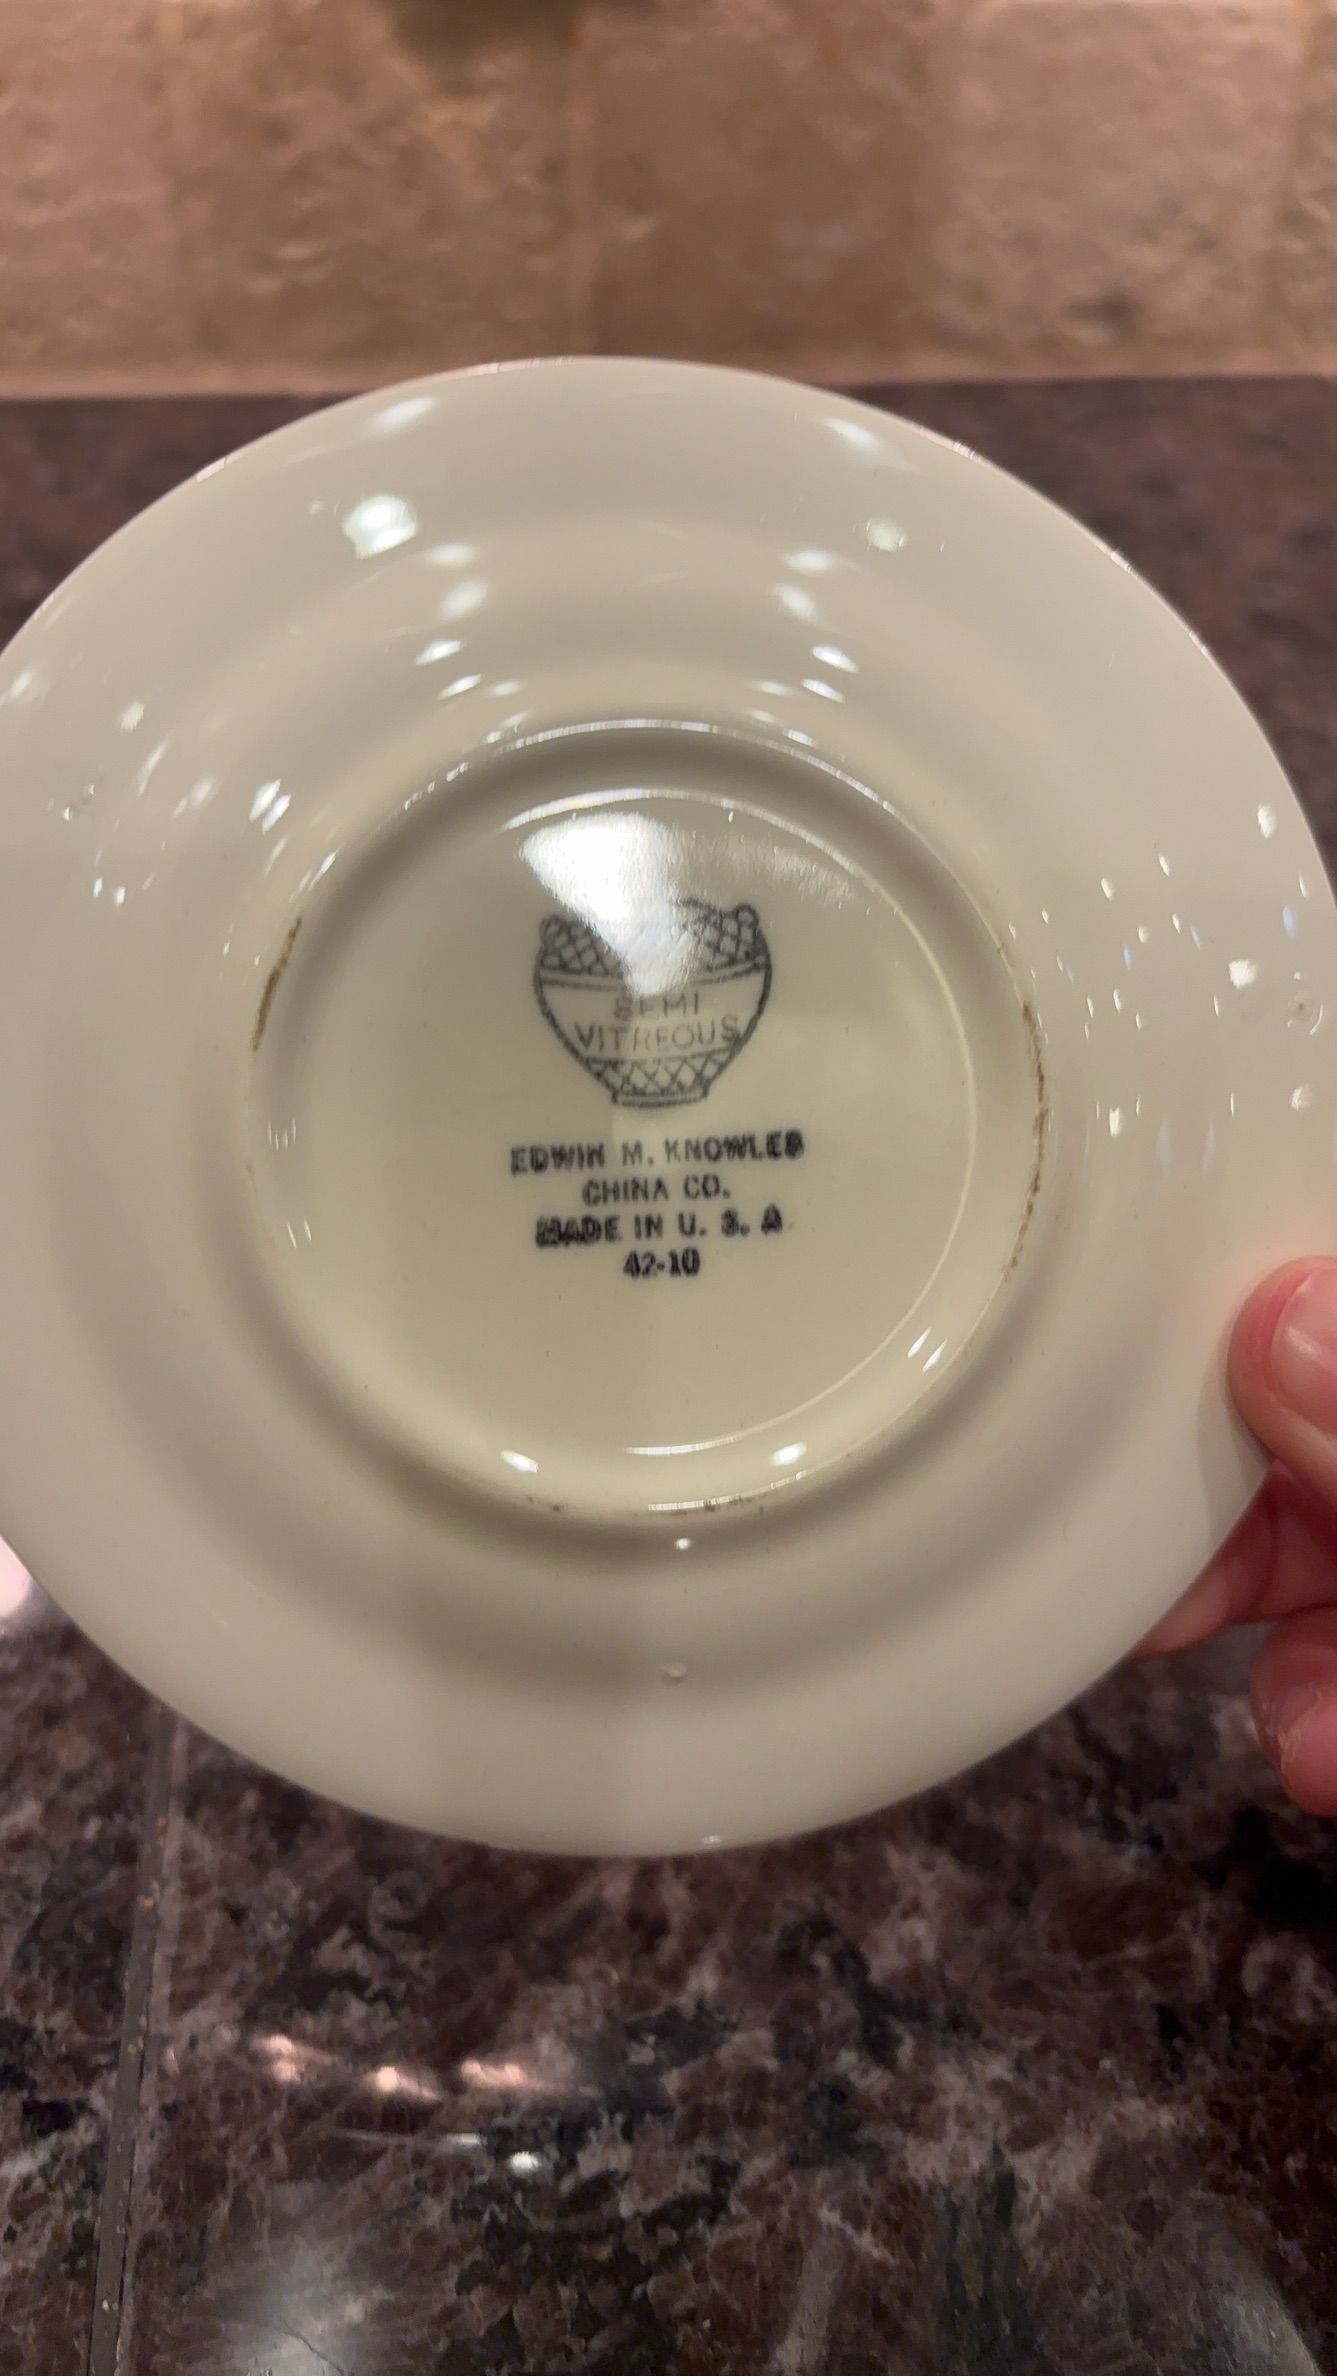 SEMI
VITREOUS
EDWIN M. KNOWLES
CHINA CO.
MADE IN U. S. A
42-10